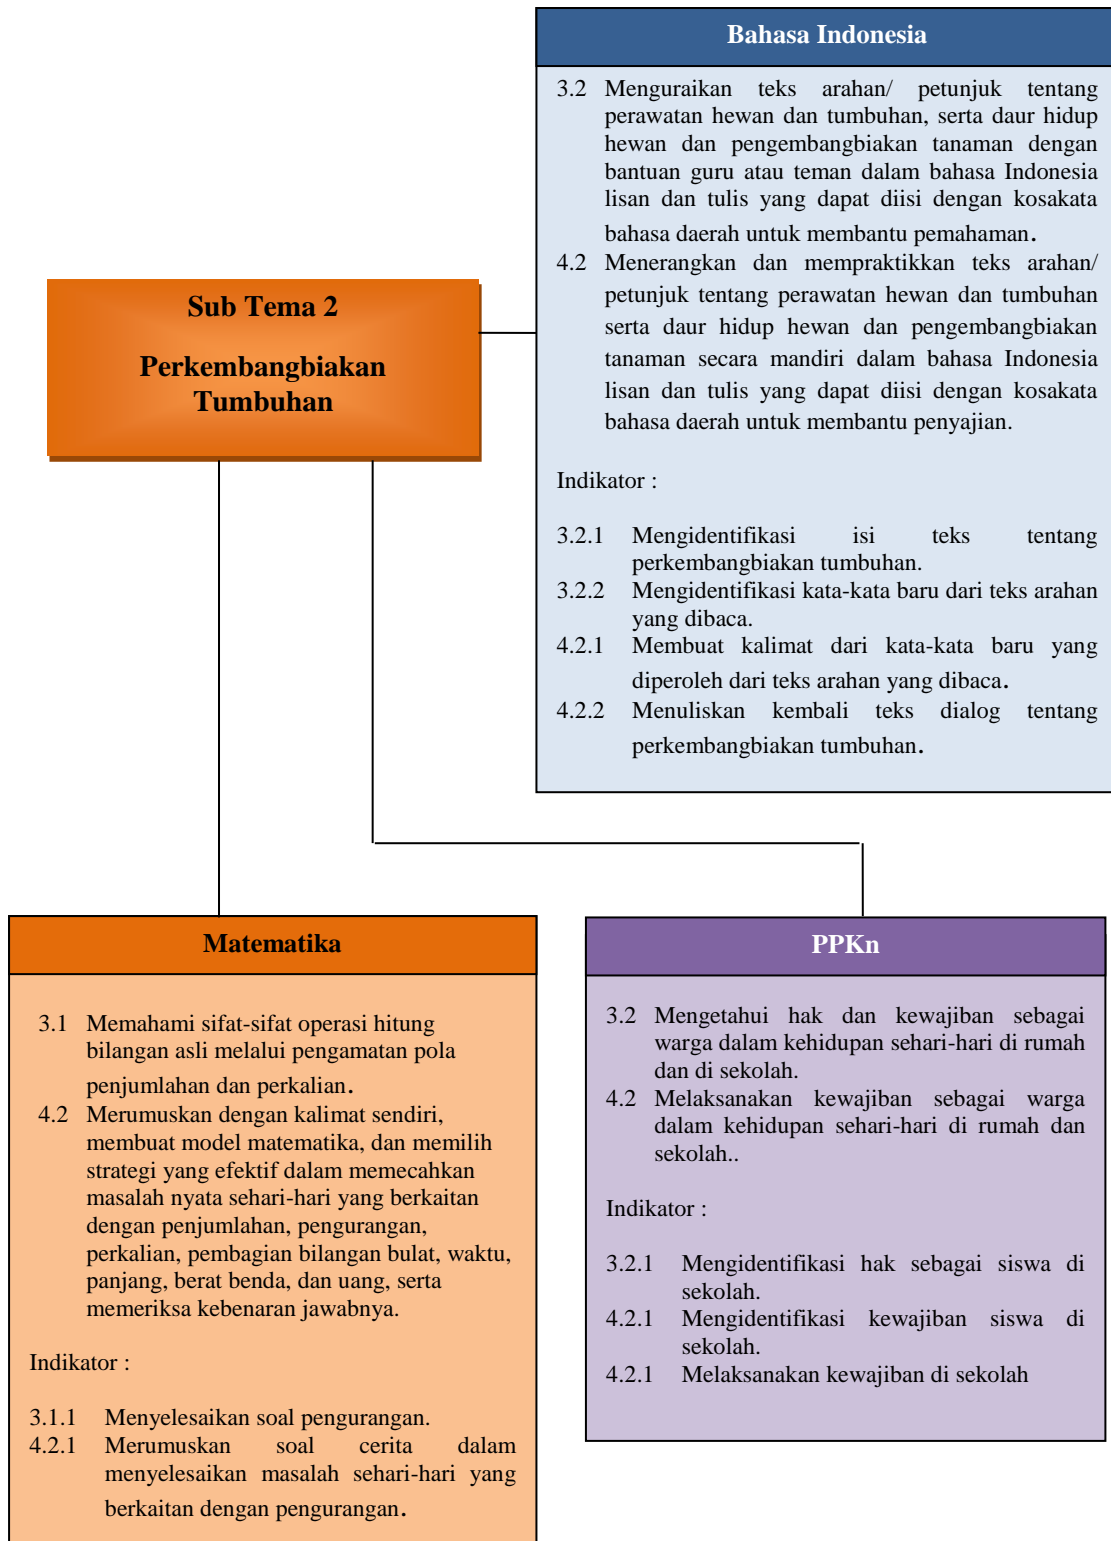 Bahasa Indonesia
3.2 Menguraikan teks arahan/ petunjuk tentang
perawatan hewan dan tumbuhan, serta daur hidup
hewan dan pengembangbiakan tanaman dengan
bantuan guru atau teman dalam bahasa Indonesia
lisan dan tulis yang dapat diisi dengan kosakata
bahasa daerah untuk membantu pemahaman.
4.2 Menerangkan dan mempraktikkan teks arahan/
petunjuk tentang perawatan hewan dan tumbuhan
serta daur hidup hewan dan pengembangbiakan
tanaman secara mandiri dalam bahasa Indonesia
lisan dan tulis yang dapat diisi dengan kosakata
bahasa daerah untuk membantu penyajian.
Indikator :
3.2.1 Mengidentifikasi isi teks tentang
perkembangbiakan tumbuhan.
3.2.2 Mengidentifikasi kata-kata baru dari teks arahan
yang dibaca.
4.2.1 Membuat kalimat dari kata-kata baru yang
diperoleh dari teks arahan yang dibaca.
4.2.2 Menuliskan kembali teks dialog tentang
perkembangbiakan tumbuhan.
Sub Tema 2
Perkembangbiakan
Tumbuhan
Matematika
3.1 Memahami sifat-sifat operasi hitung
bilangan asli melalui pengamatan pola
penjumlahan dan perkalian.
4.2 Merumuskan dengan kalimat sendiri,
membuat model matematika, dan memilih
strategi yang efektif dalam memecahkan
masalah nyata sehari-hari yang berkaitan
dengan penjumlahan, pengurangan,
perkalian, pembagian bilangan bulat, waktu,
panjang, berat benda, dan uang, serta
memeriksa kebenaran jawabnya.
Indikator :
3.1.1 Menyelesaikan soal pengurangan.
4.2.1 Merumuskan soal cerita dalam
menyelesaikan masalah sehari-hari yang
berkaitan dengan pengurangan.
PPKn
3.2 Mengetahui hak dan kewajiban sebagai
warga dalam kehidupan sehari-hari di rumah
dan di sekolah.
4.2 Melaksanakan kewajiban sebagai warga
dalam kehidupan sehari-hari di rumah dan
sekolah..
Indikator :
3.2.1 Mengidentifikasi hak sebagai siswa di
sekolah.
4.2.1 Mengidentifikasi kewajiban siswa di
sekolah.
4.2.1 Melaksanakan kewajiban di sekolah